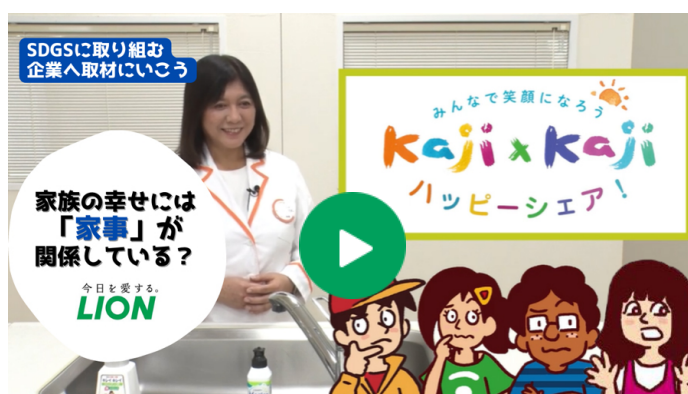 SDGSに取り組む
企業へ取材にいこう
みんなで笑顔になろう
Kaji×Kaji
ハッピーシェア！
家族の幸せには
「家事」が
関係している？
今日を愛する。
LION